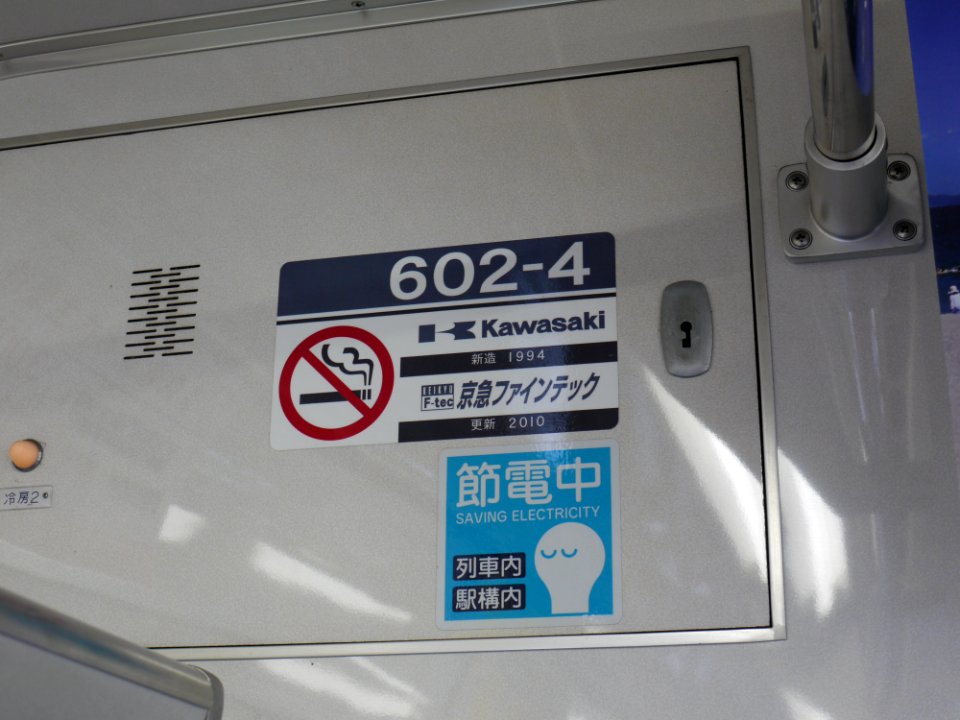 602-4
Kawasaki
新造 1994
KEIKYU
F-tec 京急ファインテック
更新 2010
冷房2
節電中
SAVING ELECTRICITY
列車内
駅構内